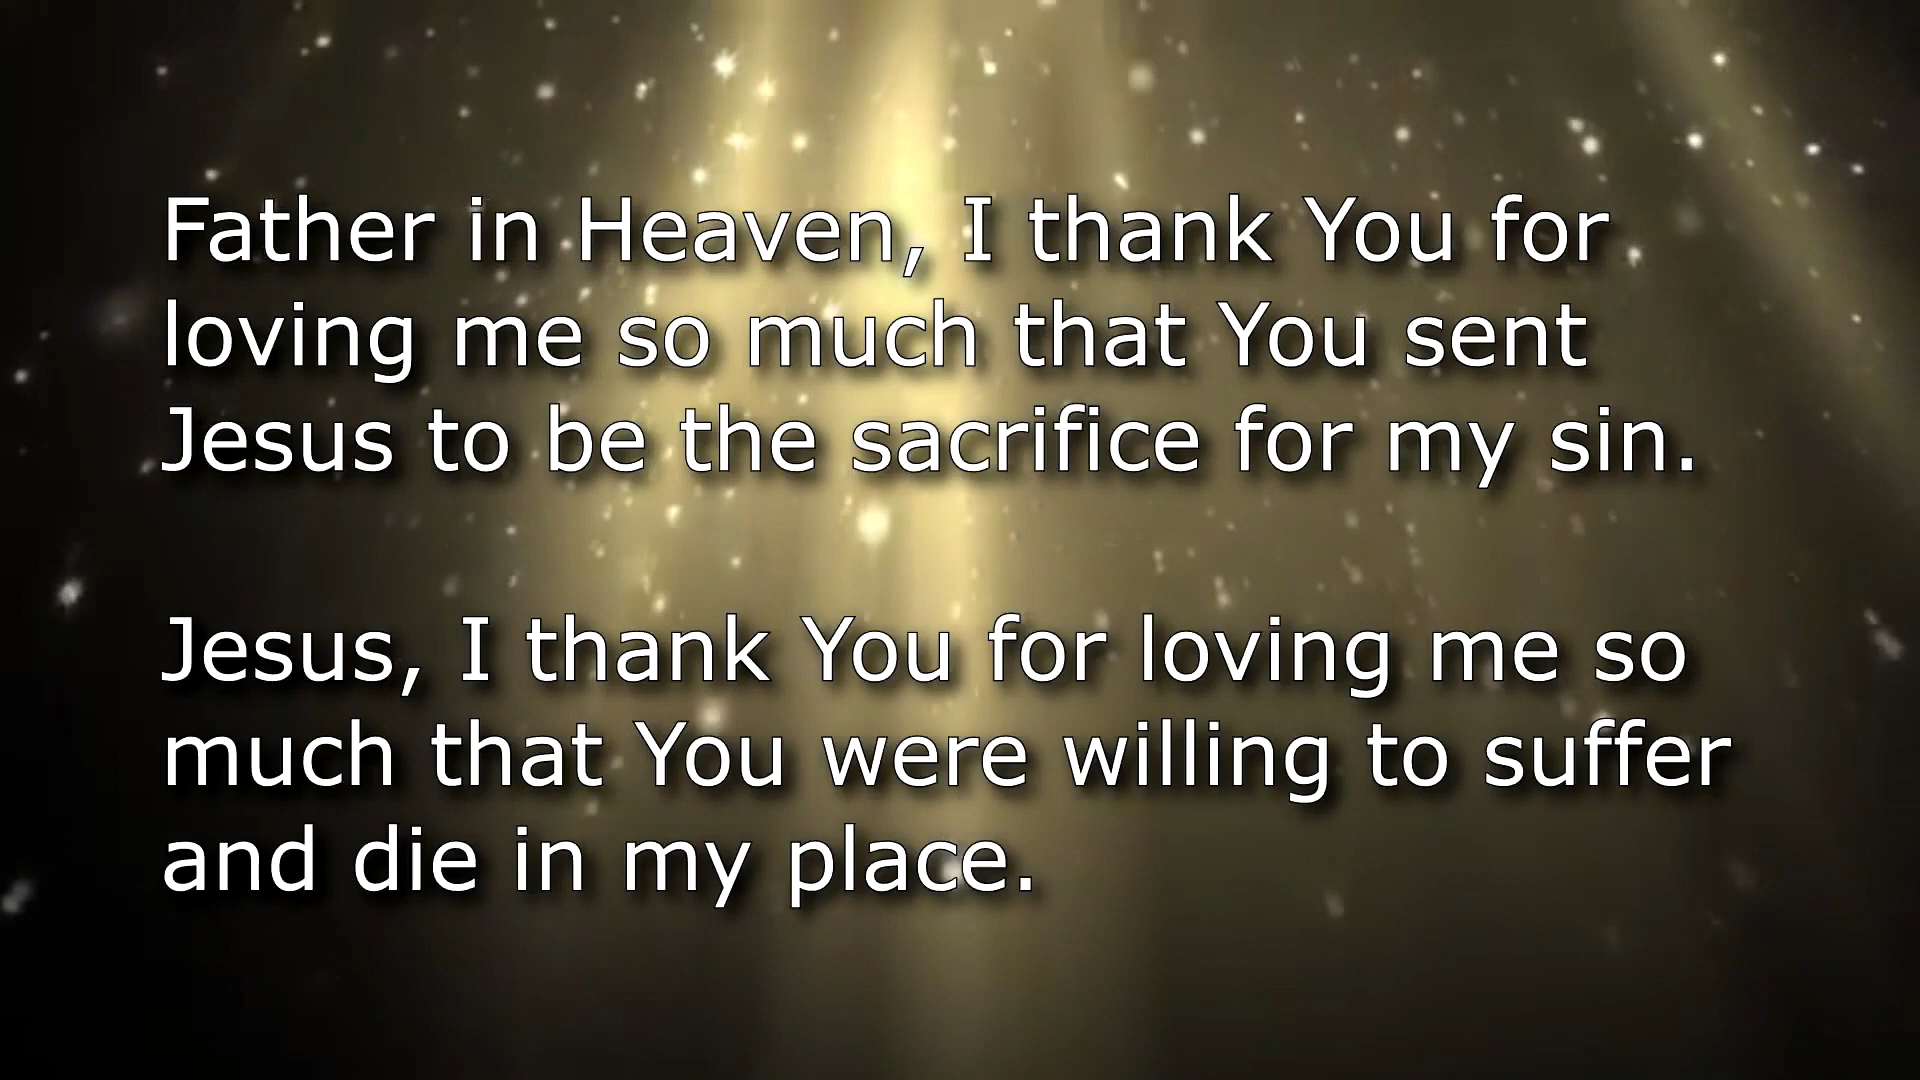 Father in Heaven, I thank You for
loving me so much that You sent
Jesus to be the sacrifice for my sin.
Jesus, I thank You for loving me so
much that You were willing to suffer
and die in my place.